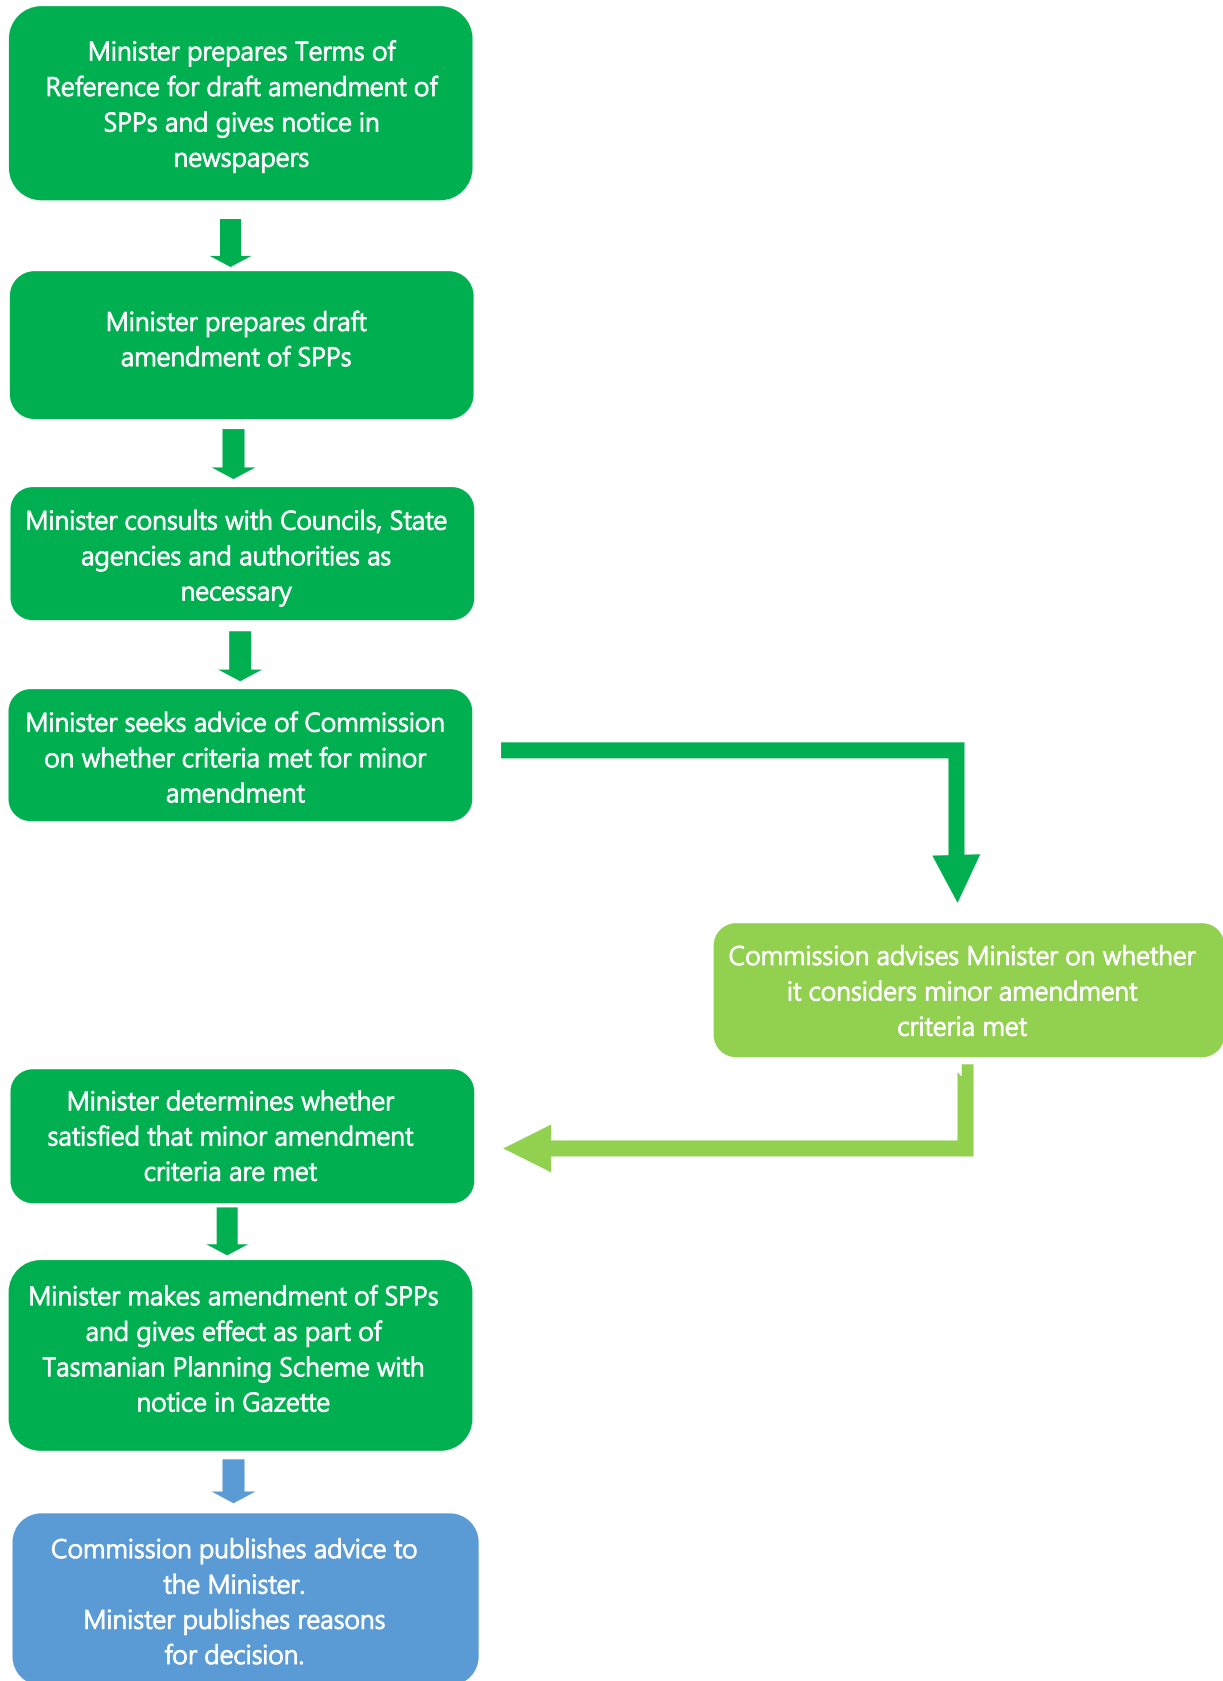 Minister prepares Terms of
Reference for draft amendment of
SPPs and gives notice in
newspapers
Minister prepares draft
amendment of SPPs
Minister consults with Councils, State
agencies and authorities as
necessary
Minister seeks advice of Commission
on whether criteria met for minor
amendment
Commission advises Minister on whether
it considers minor amendment
criteria met
Minister determines whether
satisfied that minor amendment
criteria are met
Minister makes amendment of SPPs
and gives effect as part of
Tasmanian Planning Scheme with
notice in Gazette
Commission publishes advice to
the Minister.
Minister publishes reasons
for decision.